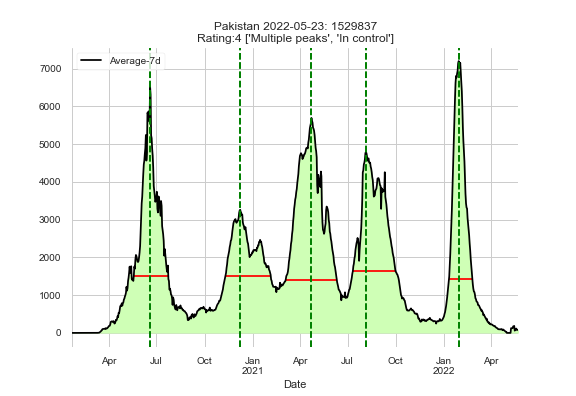 Pakistan 2022-05-23: 1529837
Rating:4 ['Multiple peaks', 'In control']
Average-7d
7000
6000
5000
4000
3000
2000
1000
0
Apr Jul Oct Jan Apr Jul Oct Jan Apr
2021 2022
Date